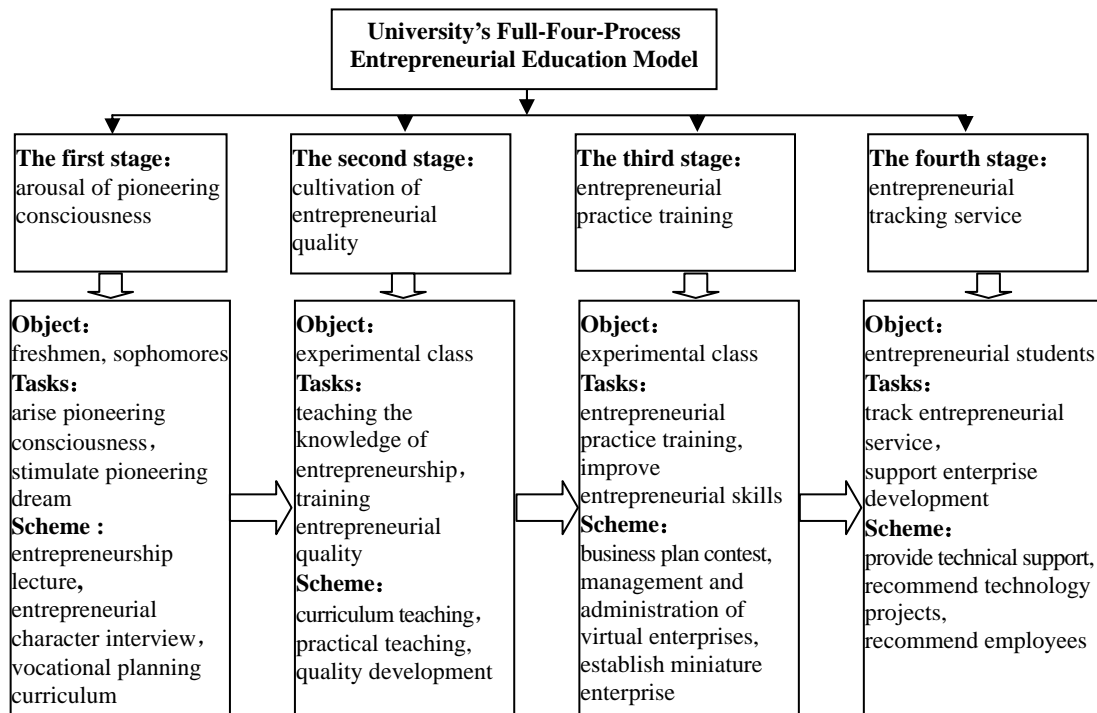 University's Full-Four-Process
Entrepreneurial Education Model
The first stage：
arousal of pioneering
consciousness
The second stage：
cultivation of
entrepreneurial
quality
The third stage：
entrepreneurial
practice training
The fourth stage：
entrepreneurial
tracking service
Object：
freshmen, sophomores
Tasks：
arise pioneering
consciousness，
stimulate pioneering
dream
Scheme :
entrepreneurship
lecture,
entrepreneurial
character interview，
vocational planning
curriculum
Object：
experimental class
Tasks：
teaching the
knowledge of
entrepreneurship，
training
entrepreneurial
quality
Scheme：
curriculum teaching，
practical teaching,
quality development
Object：
experimental class
Tasks：
entrepreneurial
practice training,
improve
entrepreneurial skills
Scheme：
business plan contest,
management and
administration of
virtual enterprises,
establish miniature
enterprise
Object：
entrepreneurial students
Tasks：
track entrepreneurial
service，
support enterprise
development
Scheme：
provide technical support,
recommend technology
projects,
recommend employees